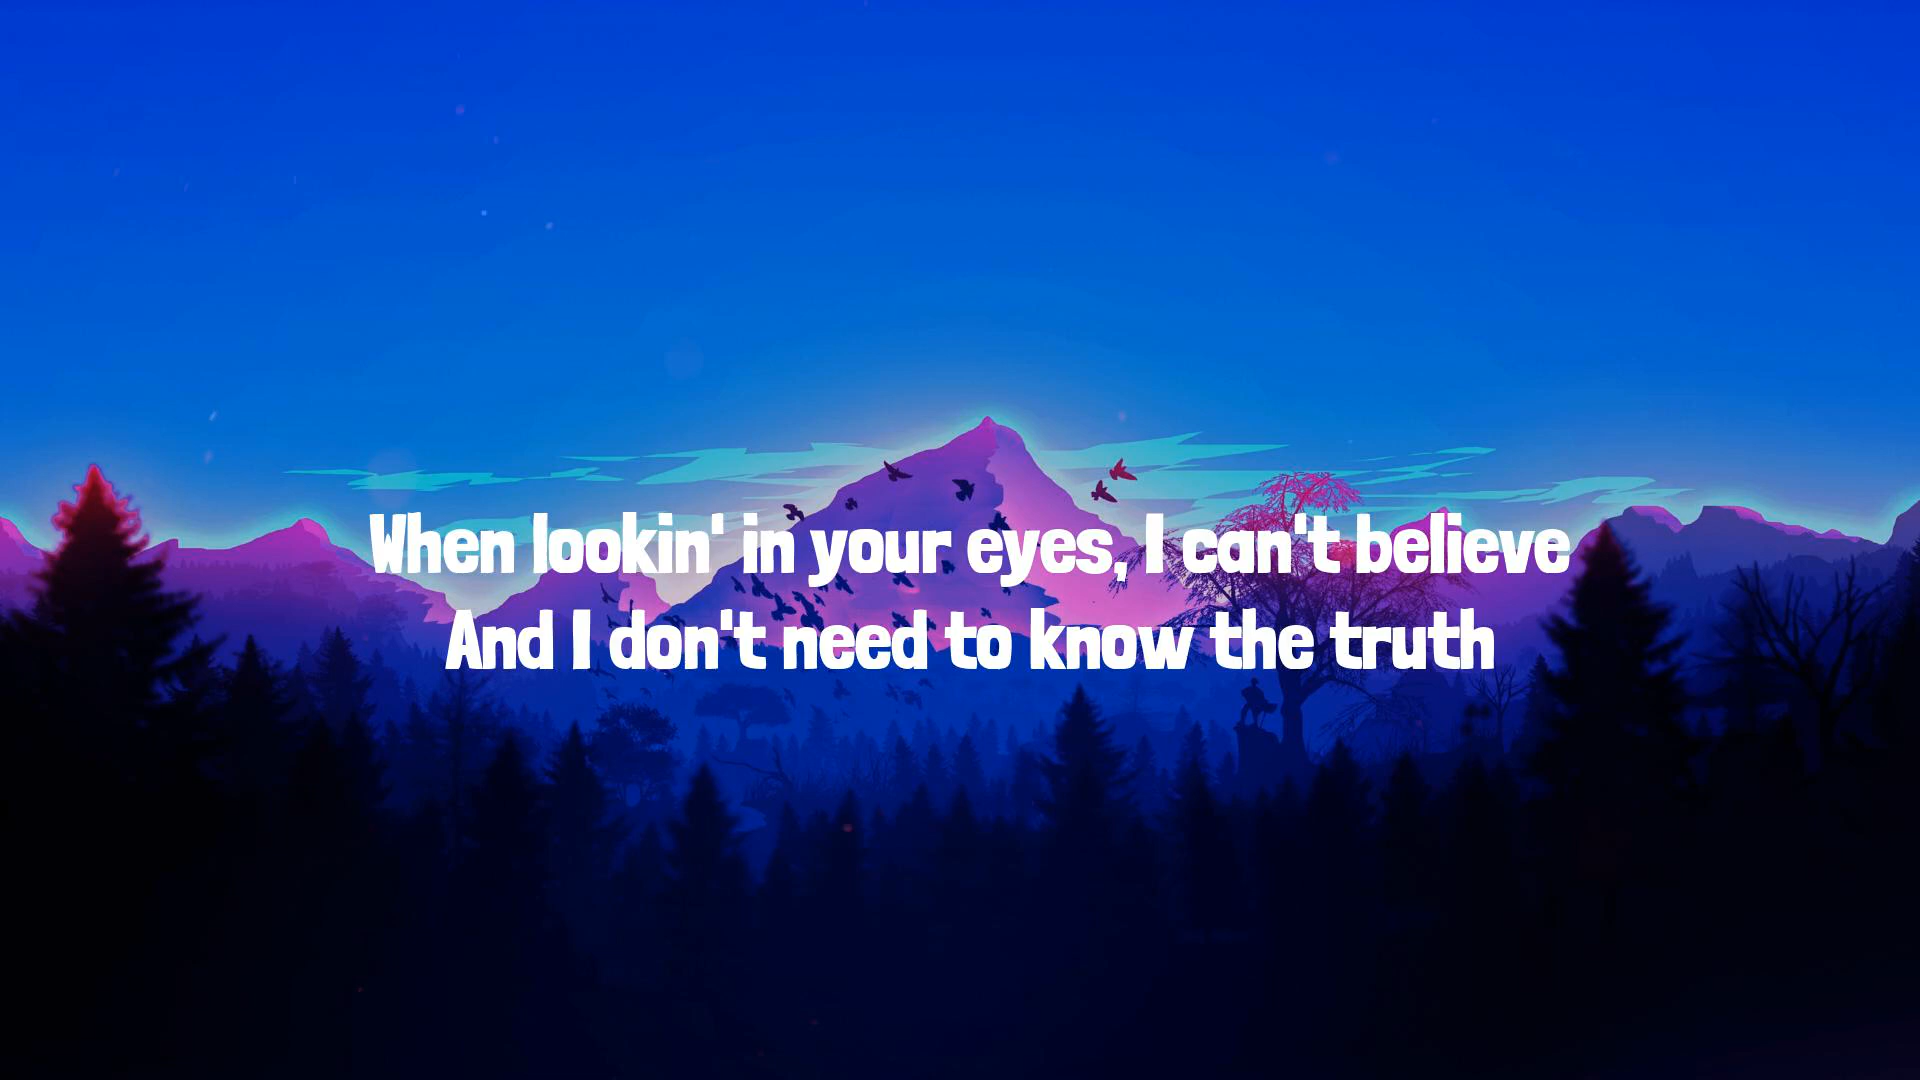 When lookin' in your eyes, I can't believe
And I don't need to know the truth